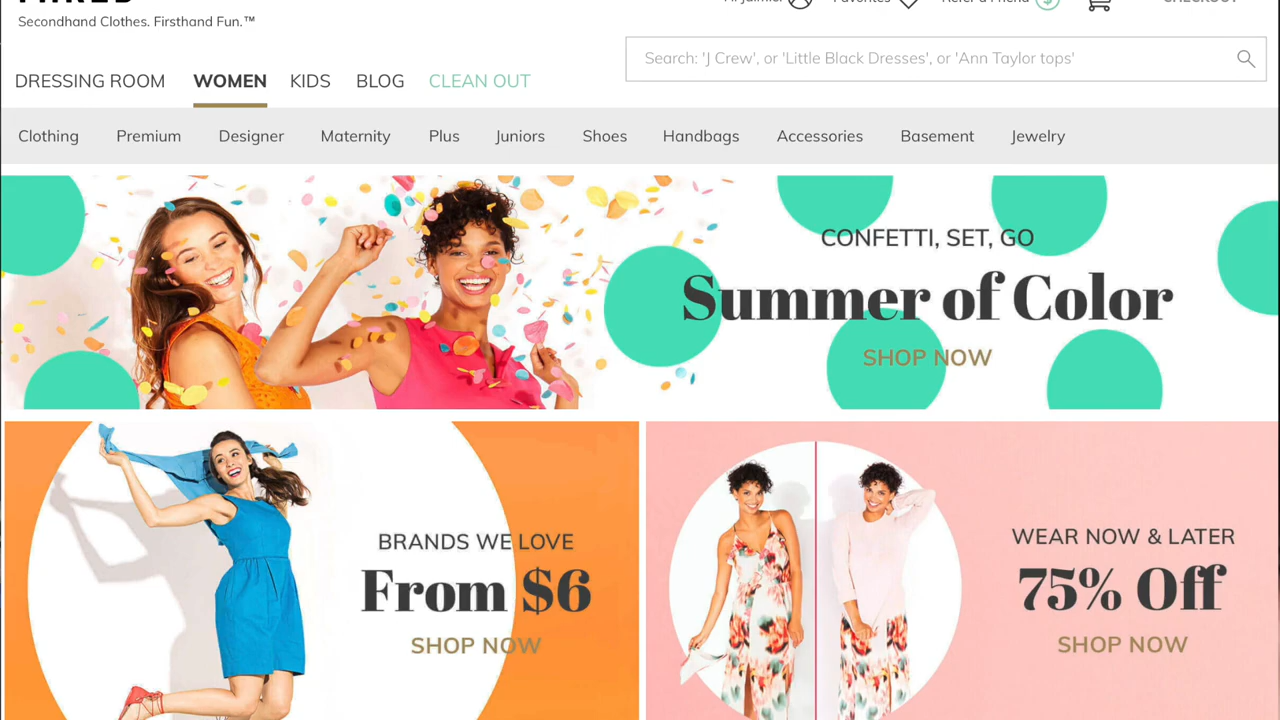 Secondhand Clothes. Firsthand Fun.™
Favorites
CHECKOUT
Search: 'J Crew', or 'Little Black Dresses', or 'Ann Taylor tops'
DRESSING ROOM WOMEN KIDS BLOG CLEAN OUT
Clothing Premium Designer Maternity Plus Juniors Shoes Handbags Accessories Basement Jewelry
CONFETTI, SET, GO
Summer of Color
SHOP NOW
BRANDS WE LOVE
From $6
SHOP NOW
WEAR NOW & LATER
75% Off
SHOP NOW